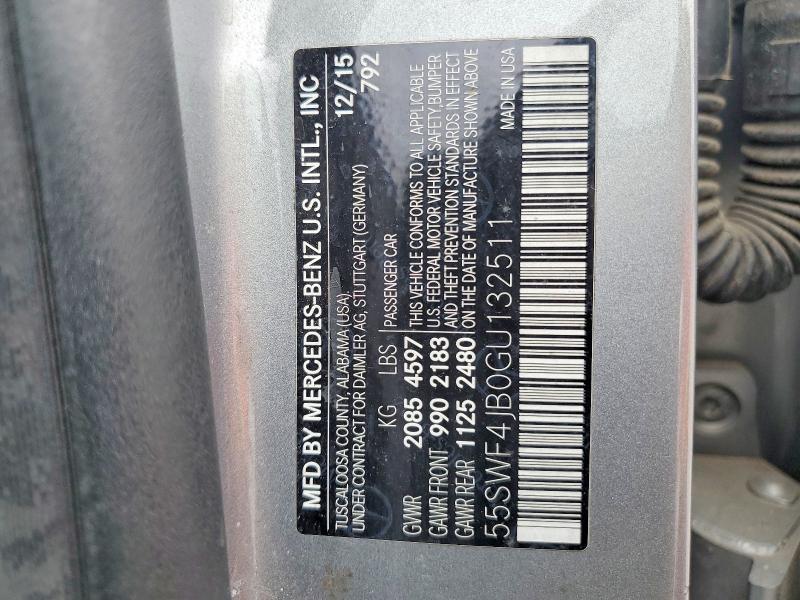 MFD BY MERCEDES-BENZ U.S. INTL., INC
TUSCALOOSA COUNTY, ALABAMA (USA).
UNDER CONTRACT FOR DAIMLER AG, STUTTGART (GERMANY)
12/15
792
KG LBS
PASSENGER CAR
GVWR 2085 4597
GAWR FRONT 990 2183
GAWR REAR 1125 2480
THIS VEHICLE CONFORMS TO ALL APPLICABLE
U.S. FEDERAL MOTOR VEHICLE SAFETY,BUMPER
AND THEFT PREVENTION STANDARDS IN EFFECT
ON THE DATE OF MANUFACTURE SHOWN ABOVE
55SWF4JB0GU132511
MADE IN USA